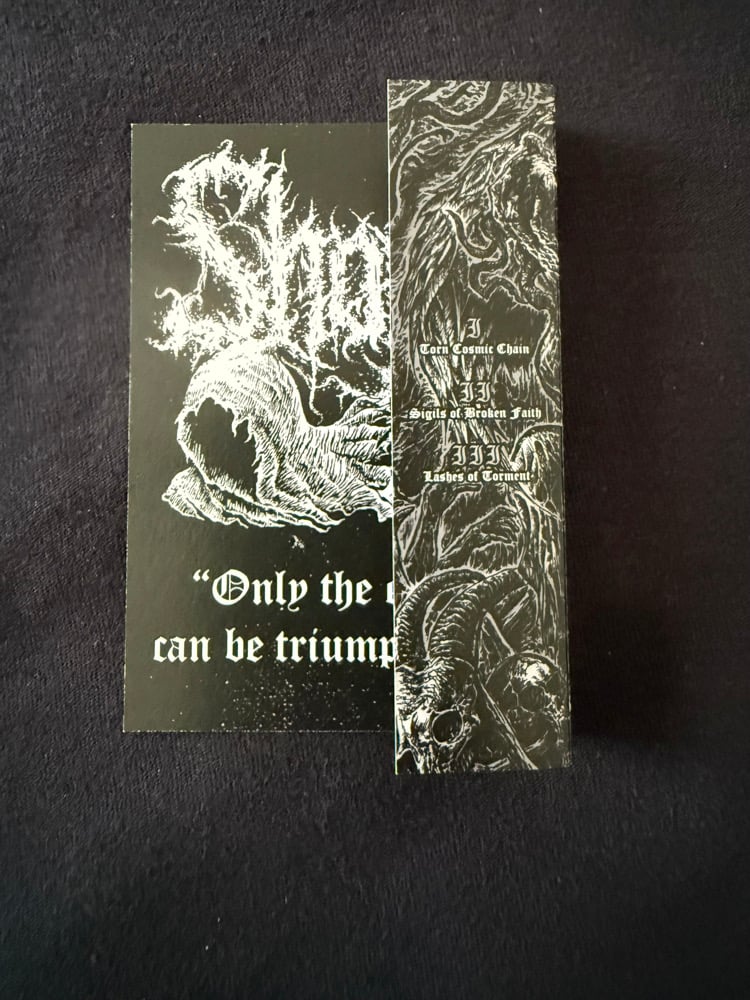 “Only the
can be triump
I
Torn Cosmic Chain
II
Sigils of Broken Faith
III
Lashes of Torment